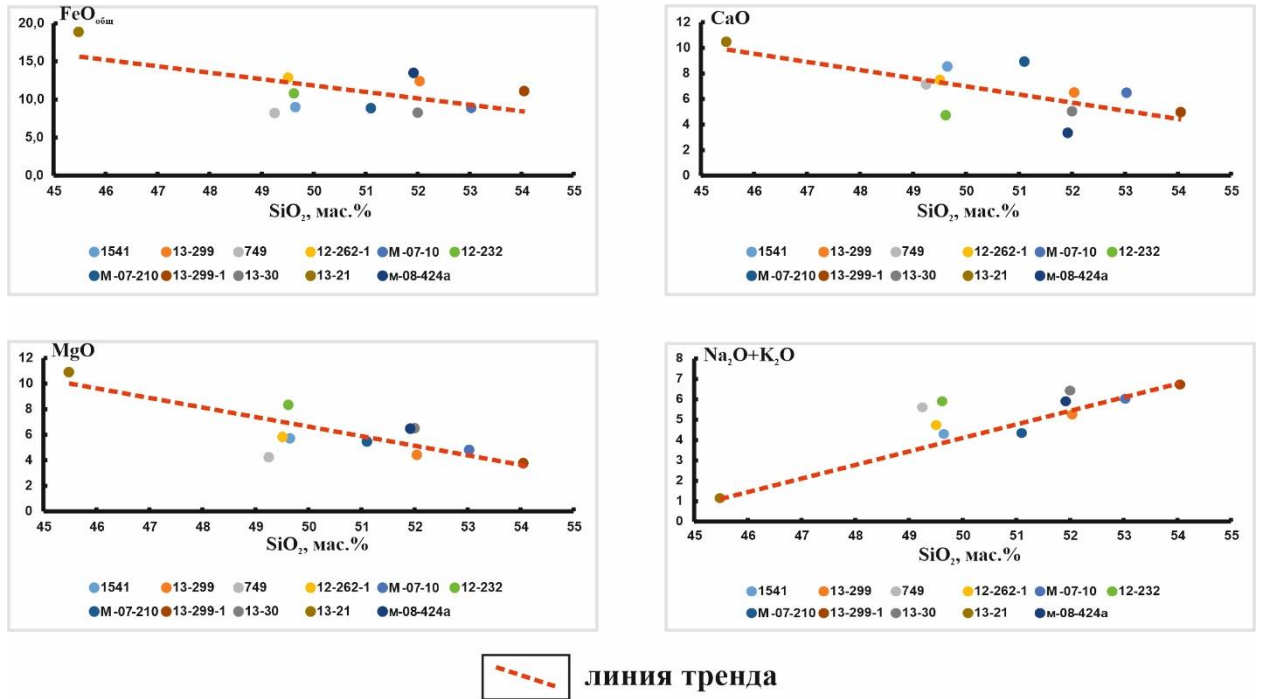 FeOобщ
20,0
15,0
10,0
5,0
0,0
45 46 47 48 49 50 51 52 53 54 55
SiO₂, мас.%
1541 13-299 749 12-262-1 М-07-10 12-232
М-07-210 13-299-1 13-30 13-21 м-08-424а
CaO
12
10
8
6
4
2
0
45 46 47 48 49 50 51 52 53 54 55
SiO₂, мас.%
1541 13-299 749 12-262-1 М-07-10 12-232
М-07-210 13-299-1 13-30 13-21 м-08-424а
MgO
12
10
8
6
4
2
0
45 46 47 48 49 50 51 52 53 54 55
SiO₂, мас.%
1541 13-299 749 12-262-1 М-07-10 12-232
М-07-210 13-299-1 13-30 13-21 м-08-424а
Na₂O+K₂O
8
7
6
5
4
3
2
1
0
45 46 47 48 49 50 51 52 53 54 55
SiO₂, мас.%
1541 13-299 749 12-262-1 М-07-10 12-232
М-07-210 13-299-1 13-30 13-21 м-08-424а
линия тренда